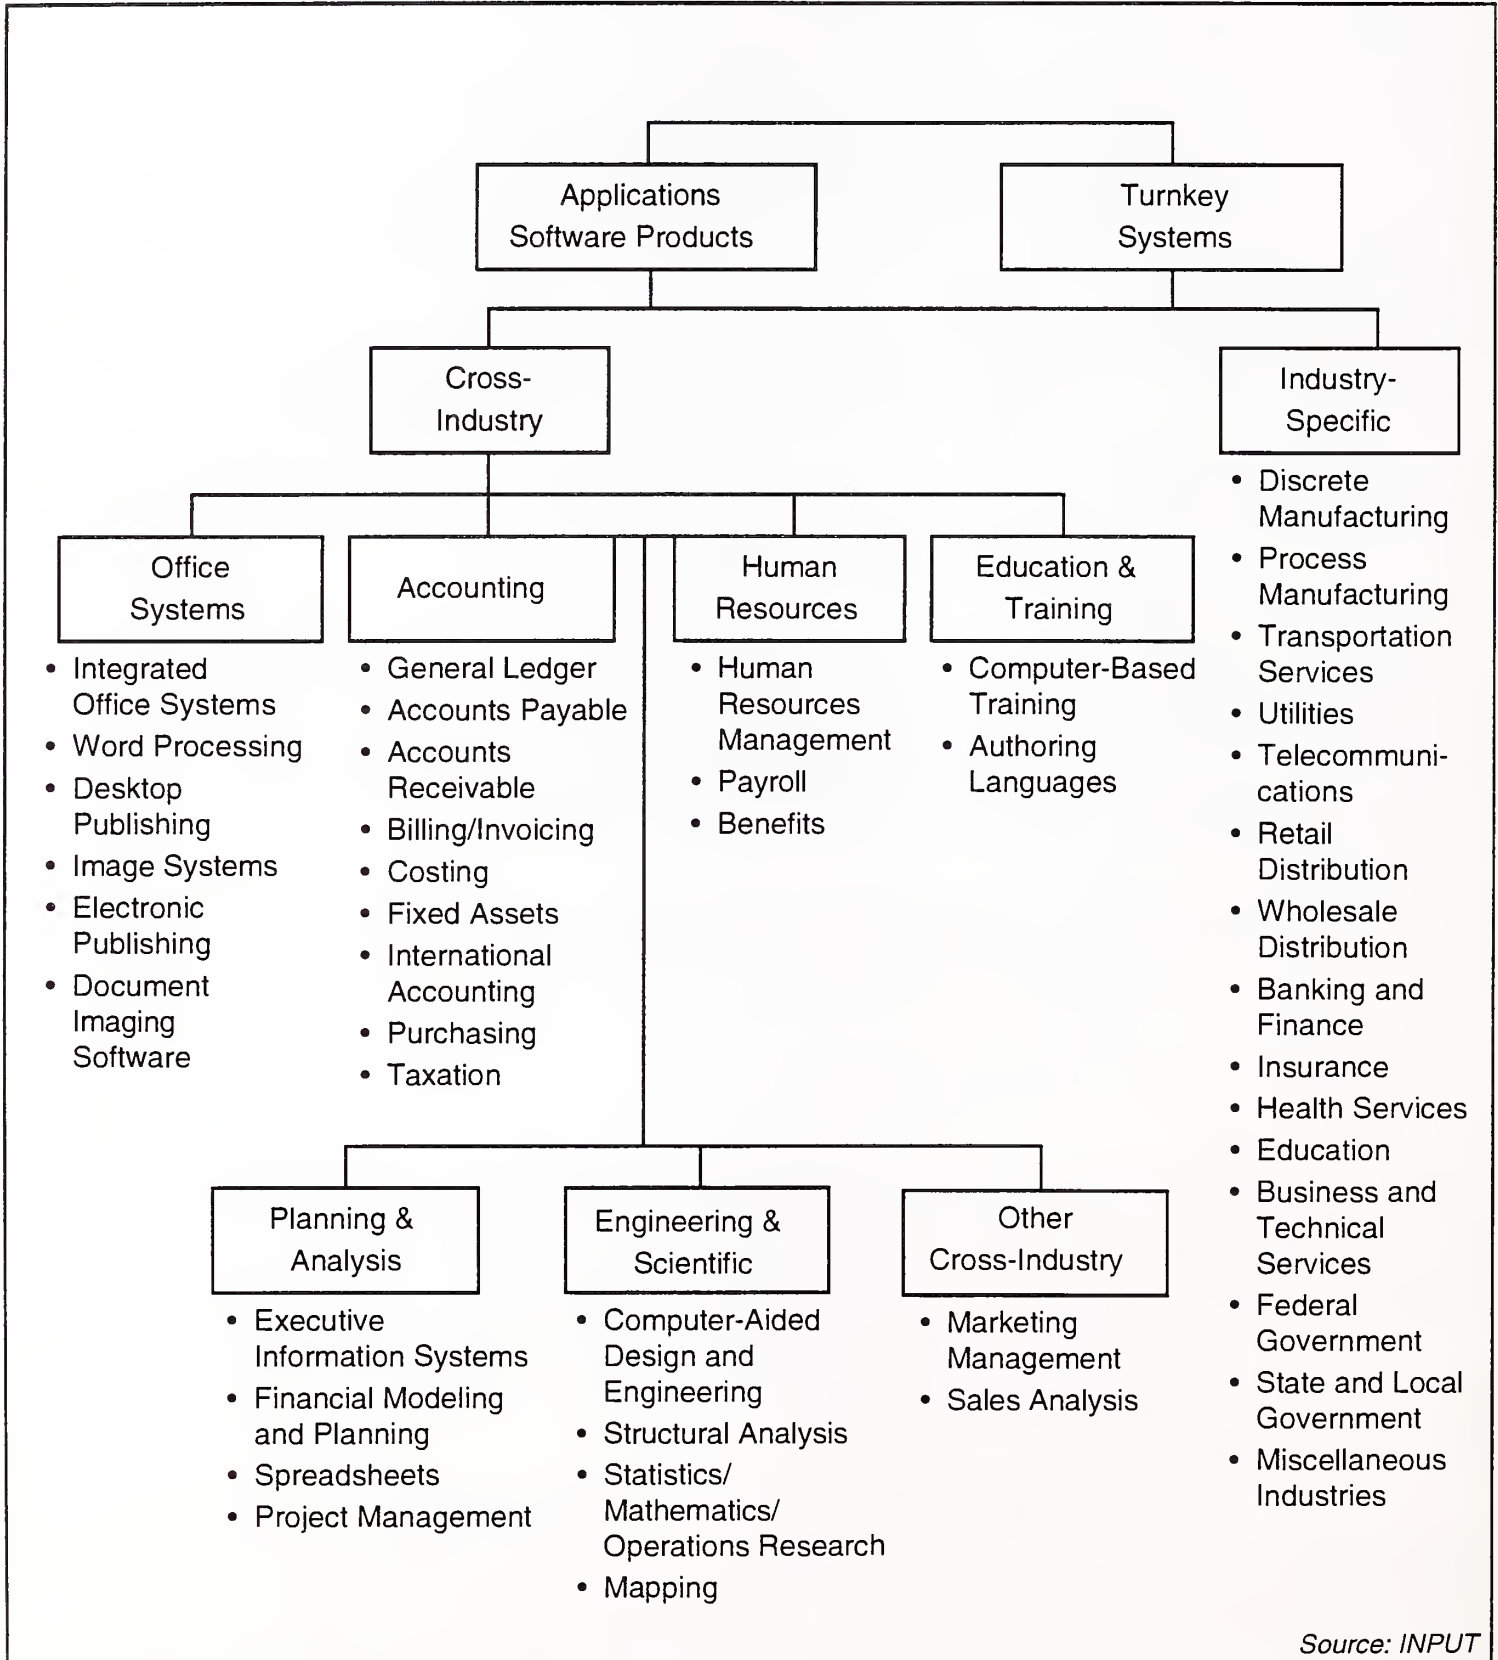 Applications
Software Products
Turnkey
Systems
Cross-
Industry
Industry-
Specific
• Discrete
Manufacturing
• Process
Manufacturing
• Transportation
Services
• Utilities
• Telecommuni-
cations
• Retail
Distribution
• Wholesale
Distribution
• Banking and
Finance
• Insurance
• Health Services
• Education
• Business and
Technical
Services
• Federal
Government
• State and Local
Government
• Miscellaneous
Industries
Office
Systems
• Integrated
Office Systems
• Word Processing
• Desktop
Publishing
• Image Systems
• Electronic
Publishing
• Document
Imaging
Software
Accounting
• General Ledger
• Accounts Payable
• Accounts
Receivable
• Billing/Invoicing
• Costing
• Fixed Assets
• International
Accounting
• Purchasing
• Taxation
Human
Resources
• Human
Resources
Management
• Payroll
• Benefits
Education &
Training
• Computer-Based
Training
• Authoring
Languages
Planning &
Analysis
• Executive
Information Systems
• Financial Modeling
and Planning
• Spreadsheets
• Project Management
Engineering &
Scientific
• Computer-Aided
Design and
Engineering
• Structural Analysis
• Statistics/
Mathematics/
Operations Research
• Mapping
Other
Cross-Industry
• Marketing
Management
• Sales Analysis
Source: INPUT